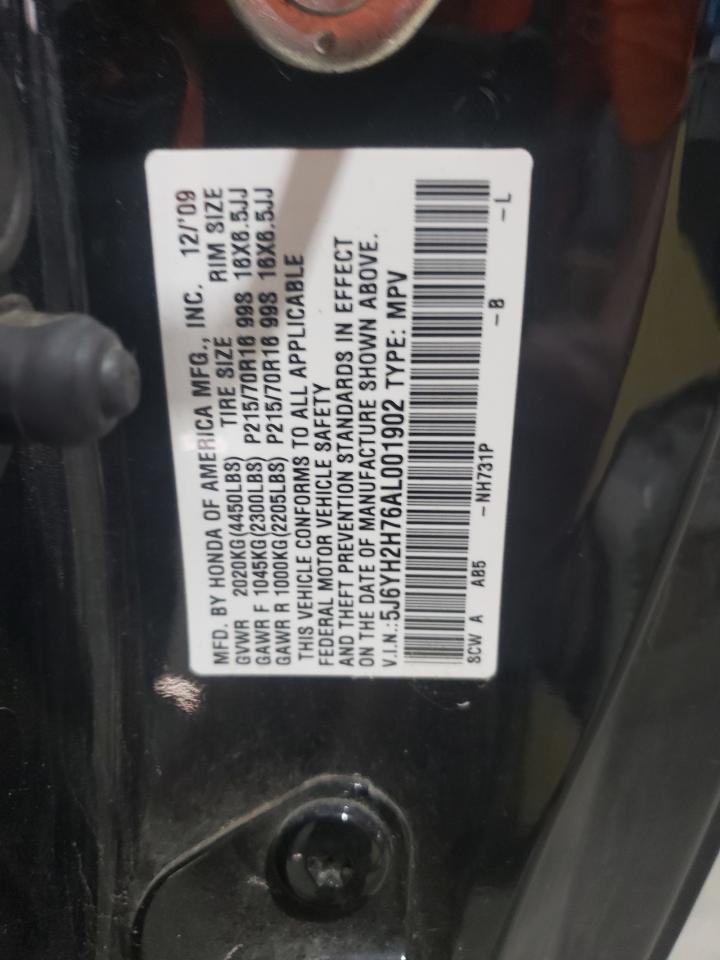 MFD. BY HONDA OF AMERICA MFG., INC. 12/'09
GVWR 2020KG(4450LBS) TIRE SIZE RIM SIZE
GAWR F 1045KG(2300LBS) P215/70R16 99S 16X6.5JJ
GAWR R 1000KG(2205LBS) P215/70R16 99S 16X6.5JJ
THIS VEHICLE CONFORMS TO ALL APPLICABLE
FEDERAL MOTOR VEHICLE SAFETY
AND THEFT PREVENTION STANDARDS IN EFFECT
ON THE DATE OF MANUFACTURE SHOWN ABOVE.
V.I.N.:5J6YH2H76AL001902 TYPE: MPV
SCW A AB5 -NH731P -B -L